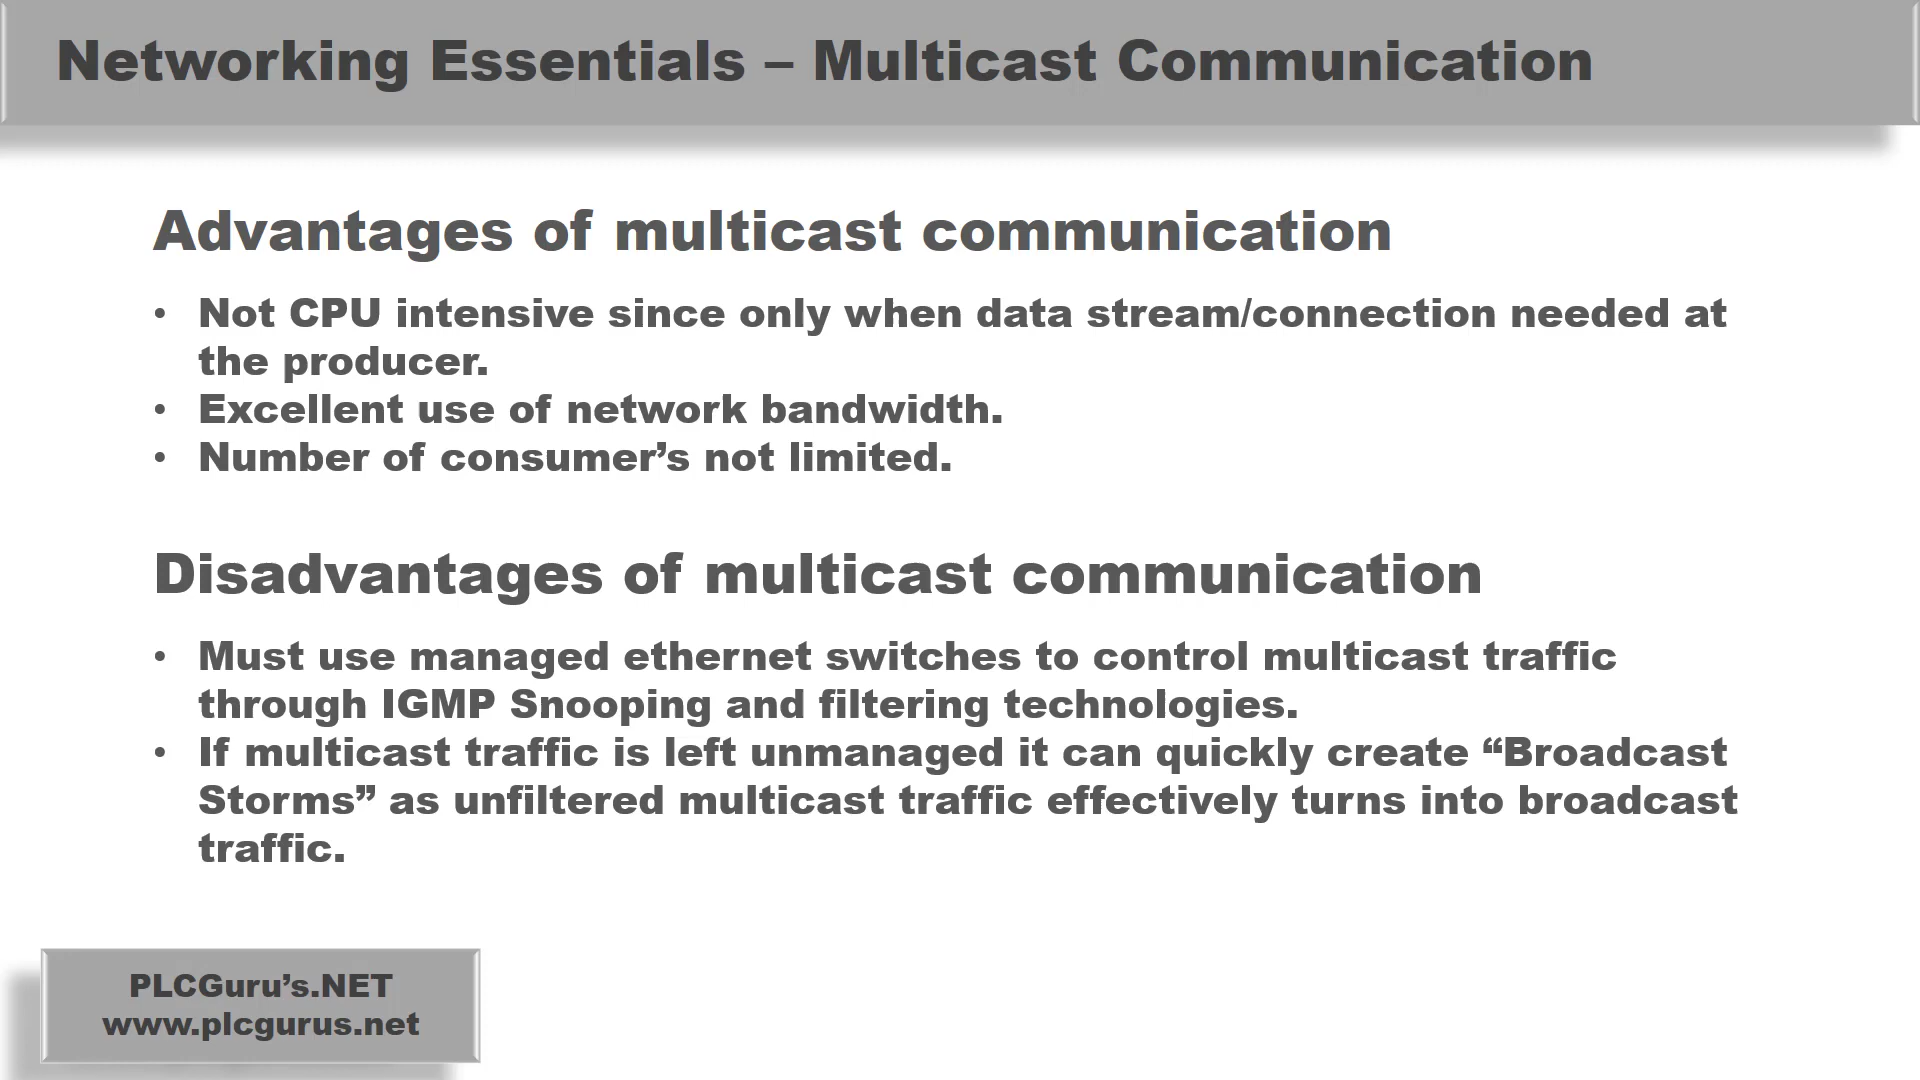 Networking Essentials – Multicast Communication
Advantages of multicast communication
• Not CPU intensive since only when data stream/connection needed at
the producer.
• Excellent use of network bandwidth.
• Number of consumer’s not limited.
Disadvantages of multicast communication
• Must use managed ethernet switches to control multicast traffic
through IGMP Snooping and filtering technologies.
• If multicast traffic is left unmanaged it can quickly create “Broadcast
Storms” as unfiltered multicast traffic effectively turns into broadcast
traffic.
PLCGuru’s.NET
www.plcgurus.net